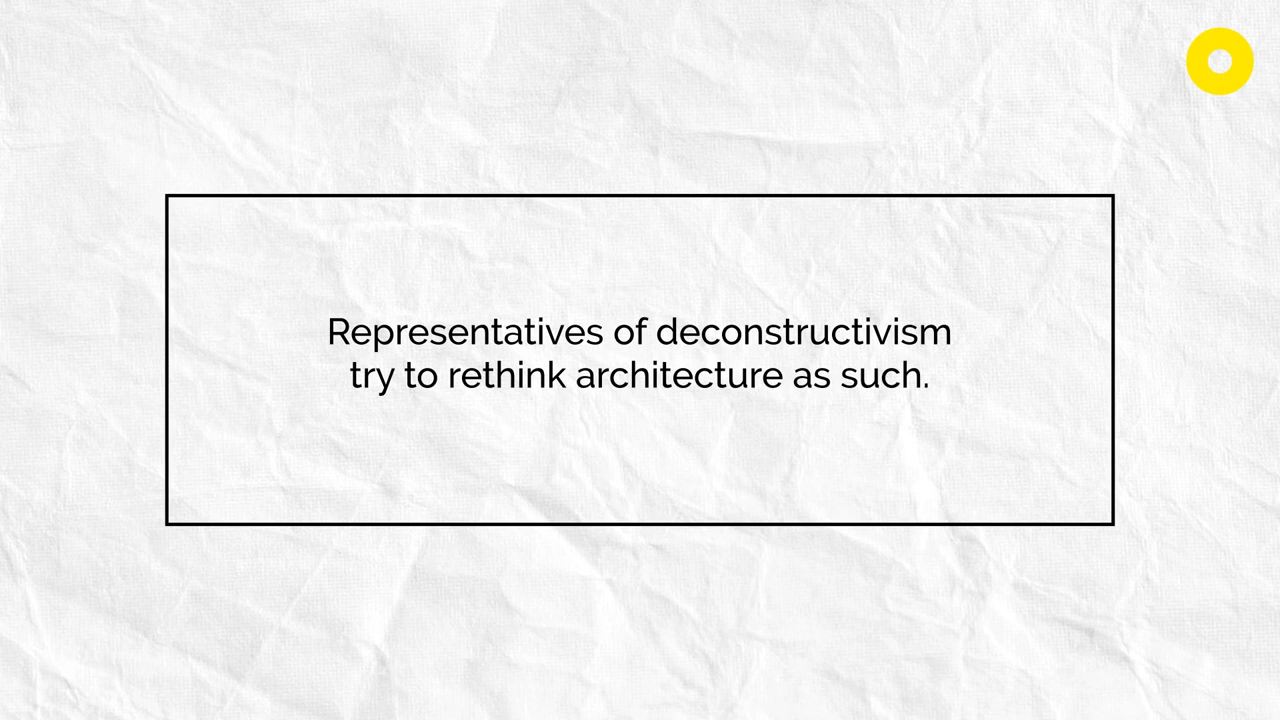 Representatives of deconstructivism
try to rethink architecture as such.